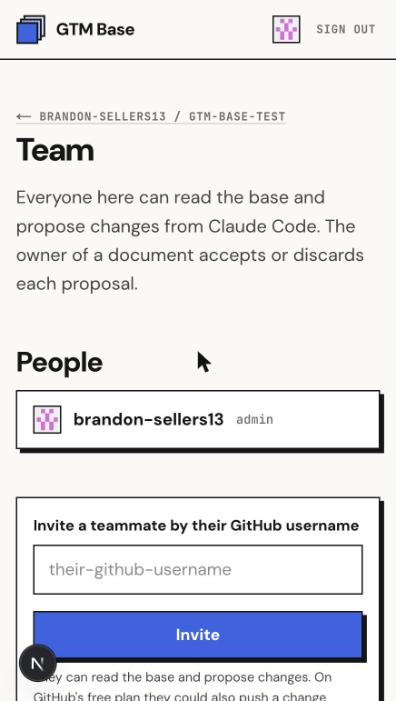 GTM Base
SIGN OUT
← BRANDON-SELLERS13 / GTM-BASE-TEST
Team
Everyone here can read the base and
propose changes from Claude Code. The
owner of a document accepts or discards
each proposal.
People
brandon-sellers13 admin
Invite a teammate by their GitHub username
their-github-username
Invite
N
can read the base and propose changes. On
GitHub's free plan they could also push a change